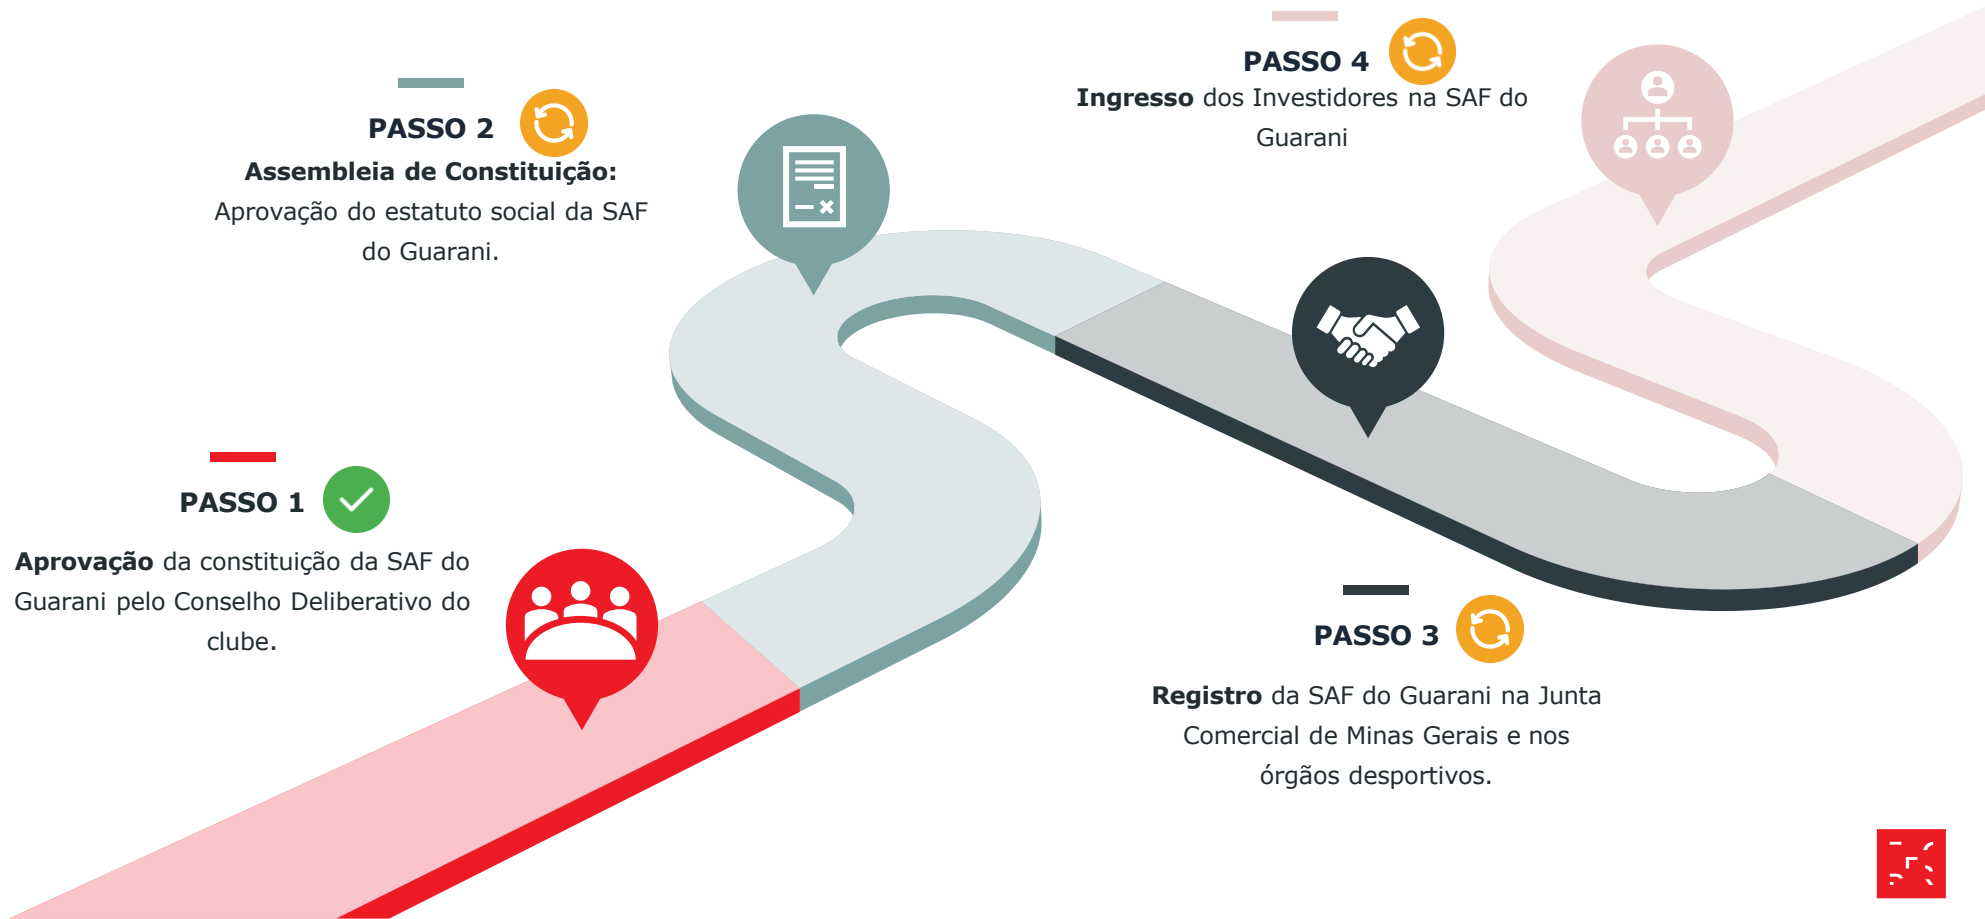 PASSO 1
Aprovação da constituição da SAF do
Guarani pelo Conselho Deliberativo do
clube.
PASSO 2
Assembleia de Constituição:
Aprovação do estatuto social da SAF
do Guarani.
PASSO 3
Registro da SAF do Guarani na Junta
Comercial de Minas Gerais e nos
órgãos desportivos.
PASSO 4
Ingresso dos Investidores na SAF do
Guarani